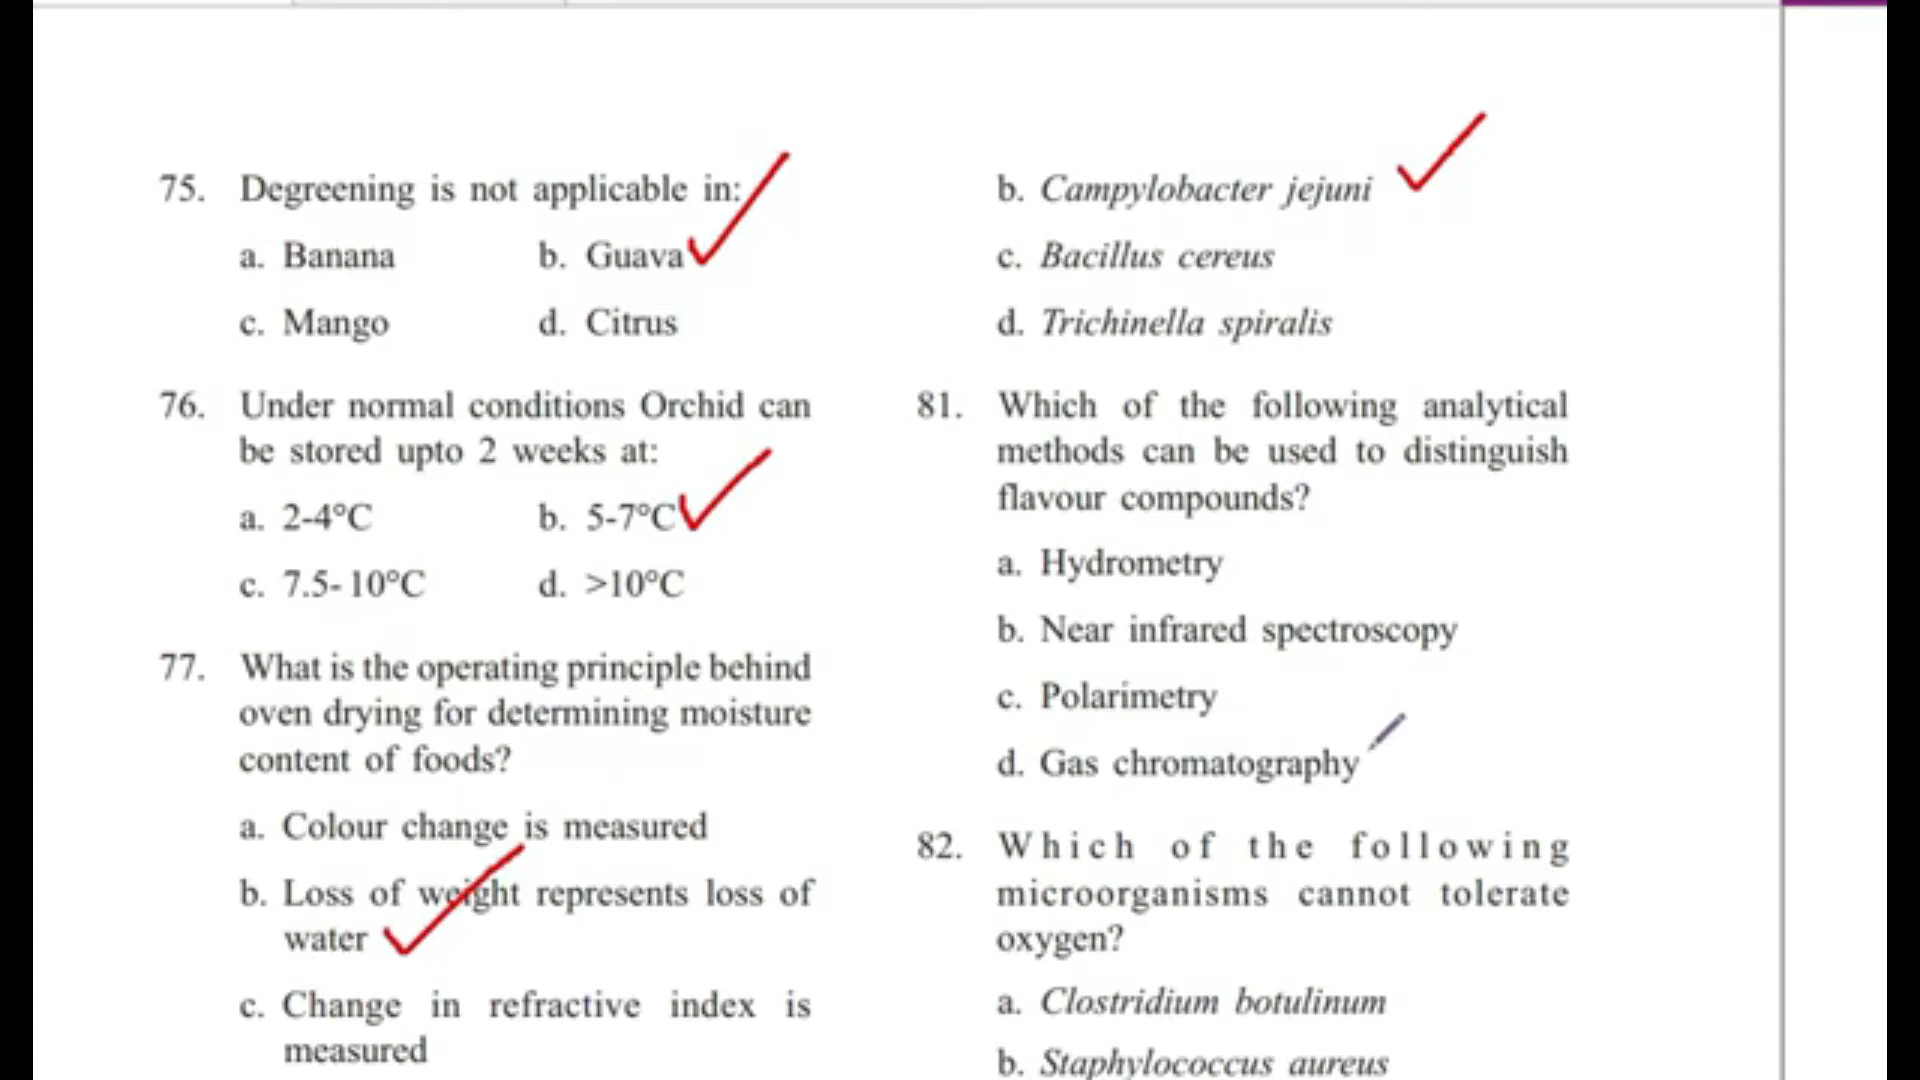 75. Degreening is not applicable in:
a. Banana b. Guava
c. Mango d. Citrus
76. Under normal conditions Orchid can
be stored upto 2 weeks at:
a. 2-4°C b. 5-7°C
c. 7.5- 10°C d. >10°C
77. What is the operating principle behind
oven drying for determining moisture
content of foods?
a. Colour change is measured
b. Loss of weight represents loss of
water
c. Change in refractive index is
measured
b. Campylobacter jejuni
c. Bacillus cereus
d. Trichinella spiralis
81. Which of the following analytical
methods can be used to distinguish
flavour compounds?
a. Hydrometry
b. Near infrared spectroscopy
c. Polarimetry
d. Gas chromatography
82. Which of the following
microorganisms cannot tolerate
oxygen?
a. Clostridium botulinum
b. Staphylococcus aureus